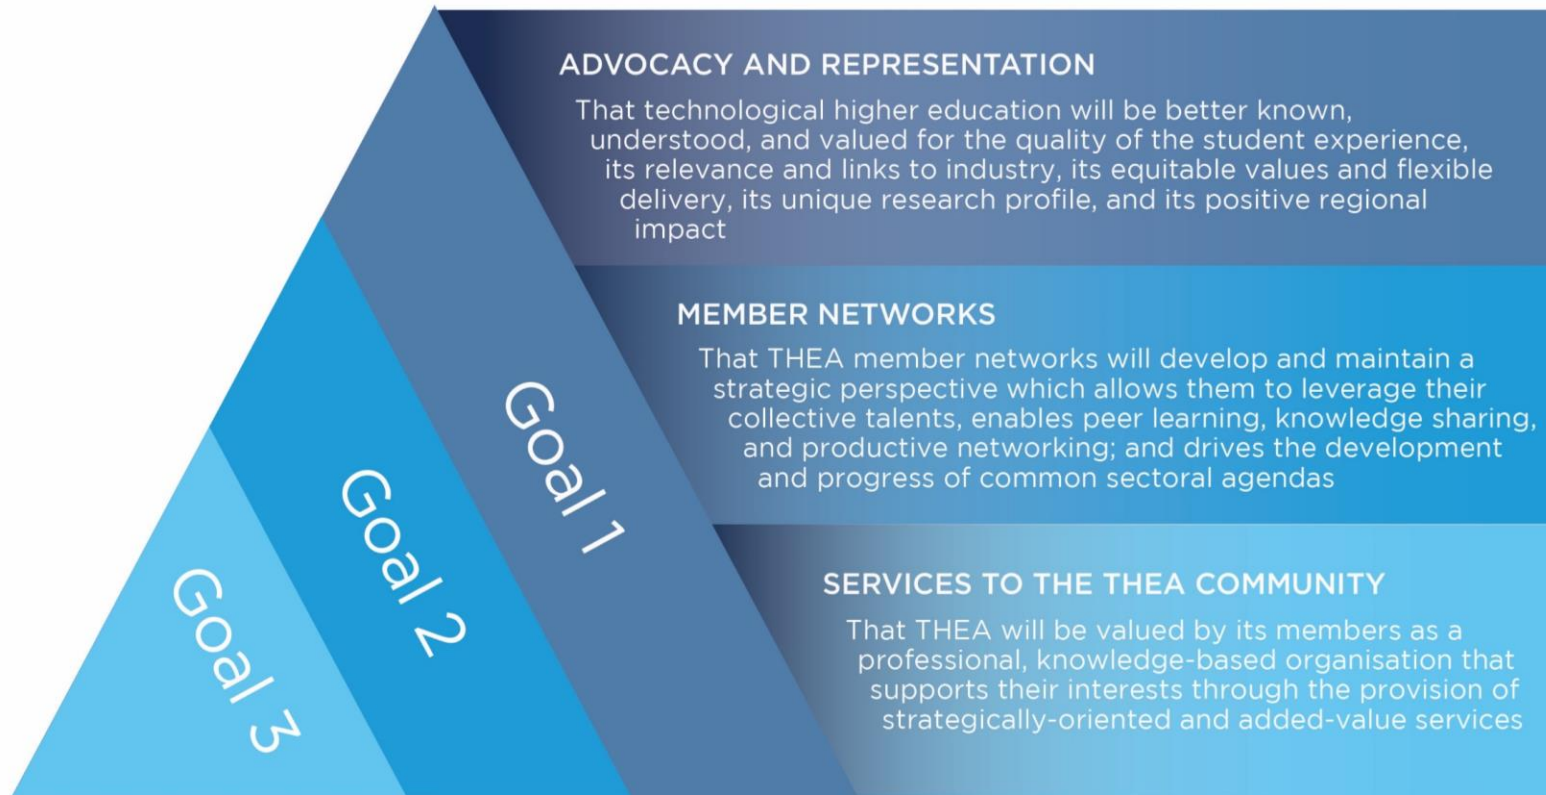 ADVOCACY AND REPRESENTATION
That technological higher education will be better known,
understood, and valued for the quality of the student experience,
its relevance and links to industry, its equitable values and flexible
delivery, its unique research profile, and its positive regional
impact
MEMBER NETWORKS
That THEA member networks will develop and maintain a
strategic perspective which allows them to leverage their
collective talents, enables peer learning, knowledge sharing,
and productive networking; and drives the development
and progress of common sectoral agendas
SERVICES TO THE THEA COMMUNITY
That THEA will be valued by its members as a
professional, knowledge-based organisation that
supports their interests through the provision of
strategically-oriented and added-value services
Goal 1
Goal 2
Goal 3